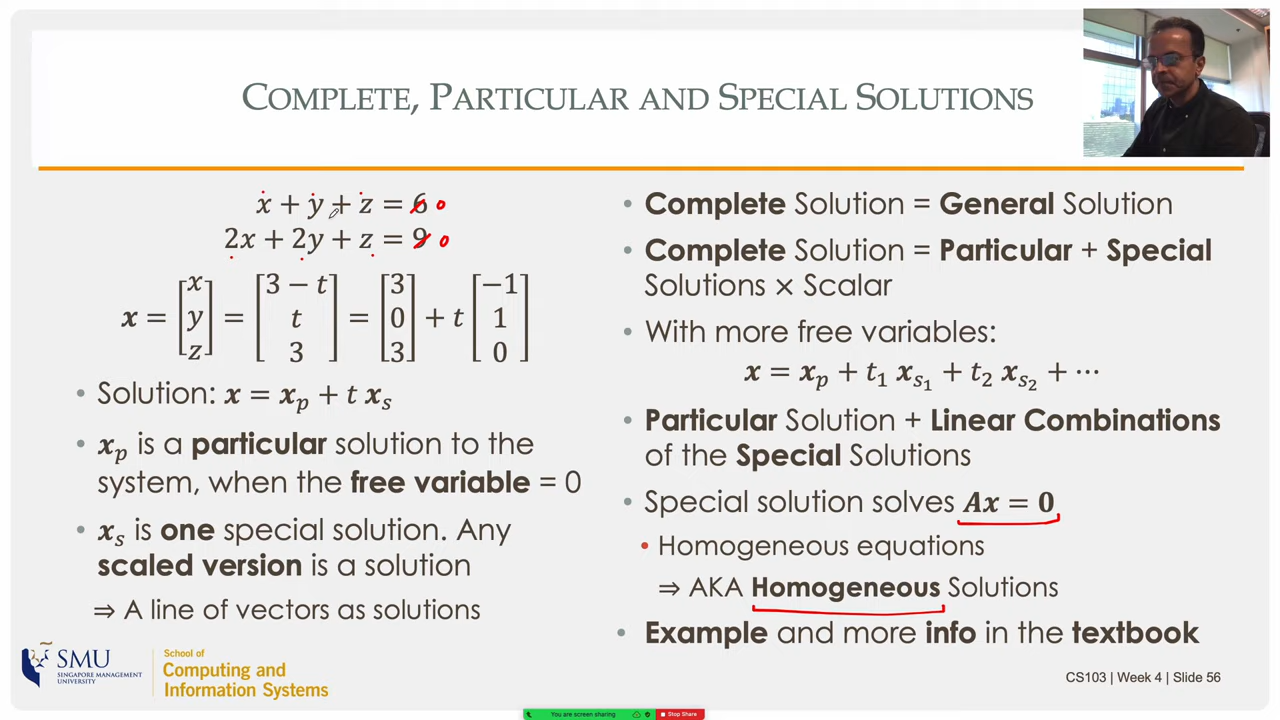 COMPLETE, PARTICULAR AND SPECIAL SOLUTIONS
x + y + z = 6 0
2x + 2y + z = 9 0
x = [x y z] = [3 − t t 3] = [3 0 3] + t [−1 1 0]
• Solution: x = xₚ + t xₛ
• xₚ is a particular solution to the
system, when the free variable = 0
• xₛ is one special solution. Any
scaled version is a solution
⇒ A line of vectors as solutions
• Complete Solution = General Solution
• Complete Solution = Particular + Special
Solutions × Scalar
• With more free variables:
x = xₚ + t₁ xₛ₁ + t₂ xₛ₂ + ⋯
• Particular Solution + Linear Combinations
of the Special Solutions
• Special solution solves Ax = 0
• Homogeneous equations
⇒ AKA Homogeneous Solutions
• Example and more info in the textbook
SMU
SINGAPORE MANAGEMENT
UNIVERSITY
School of
Computing and
Information Systems
CS103 | Week 4 | Slide 56
You are screen sharing
Stop Share